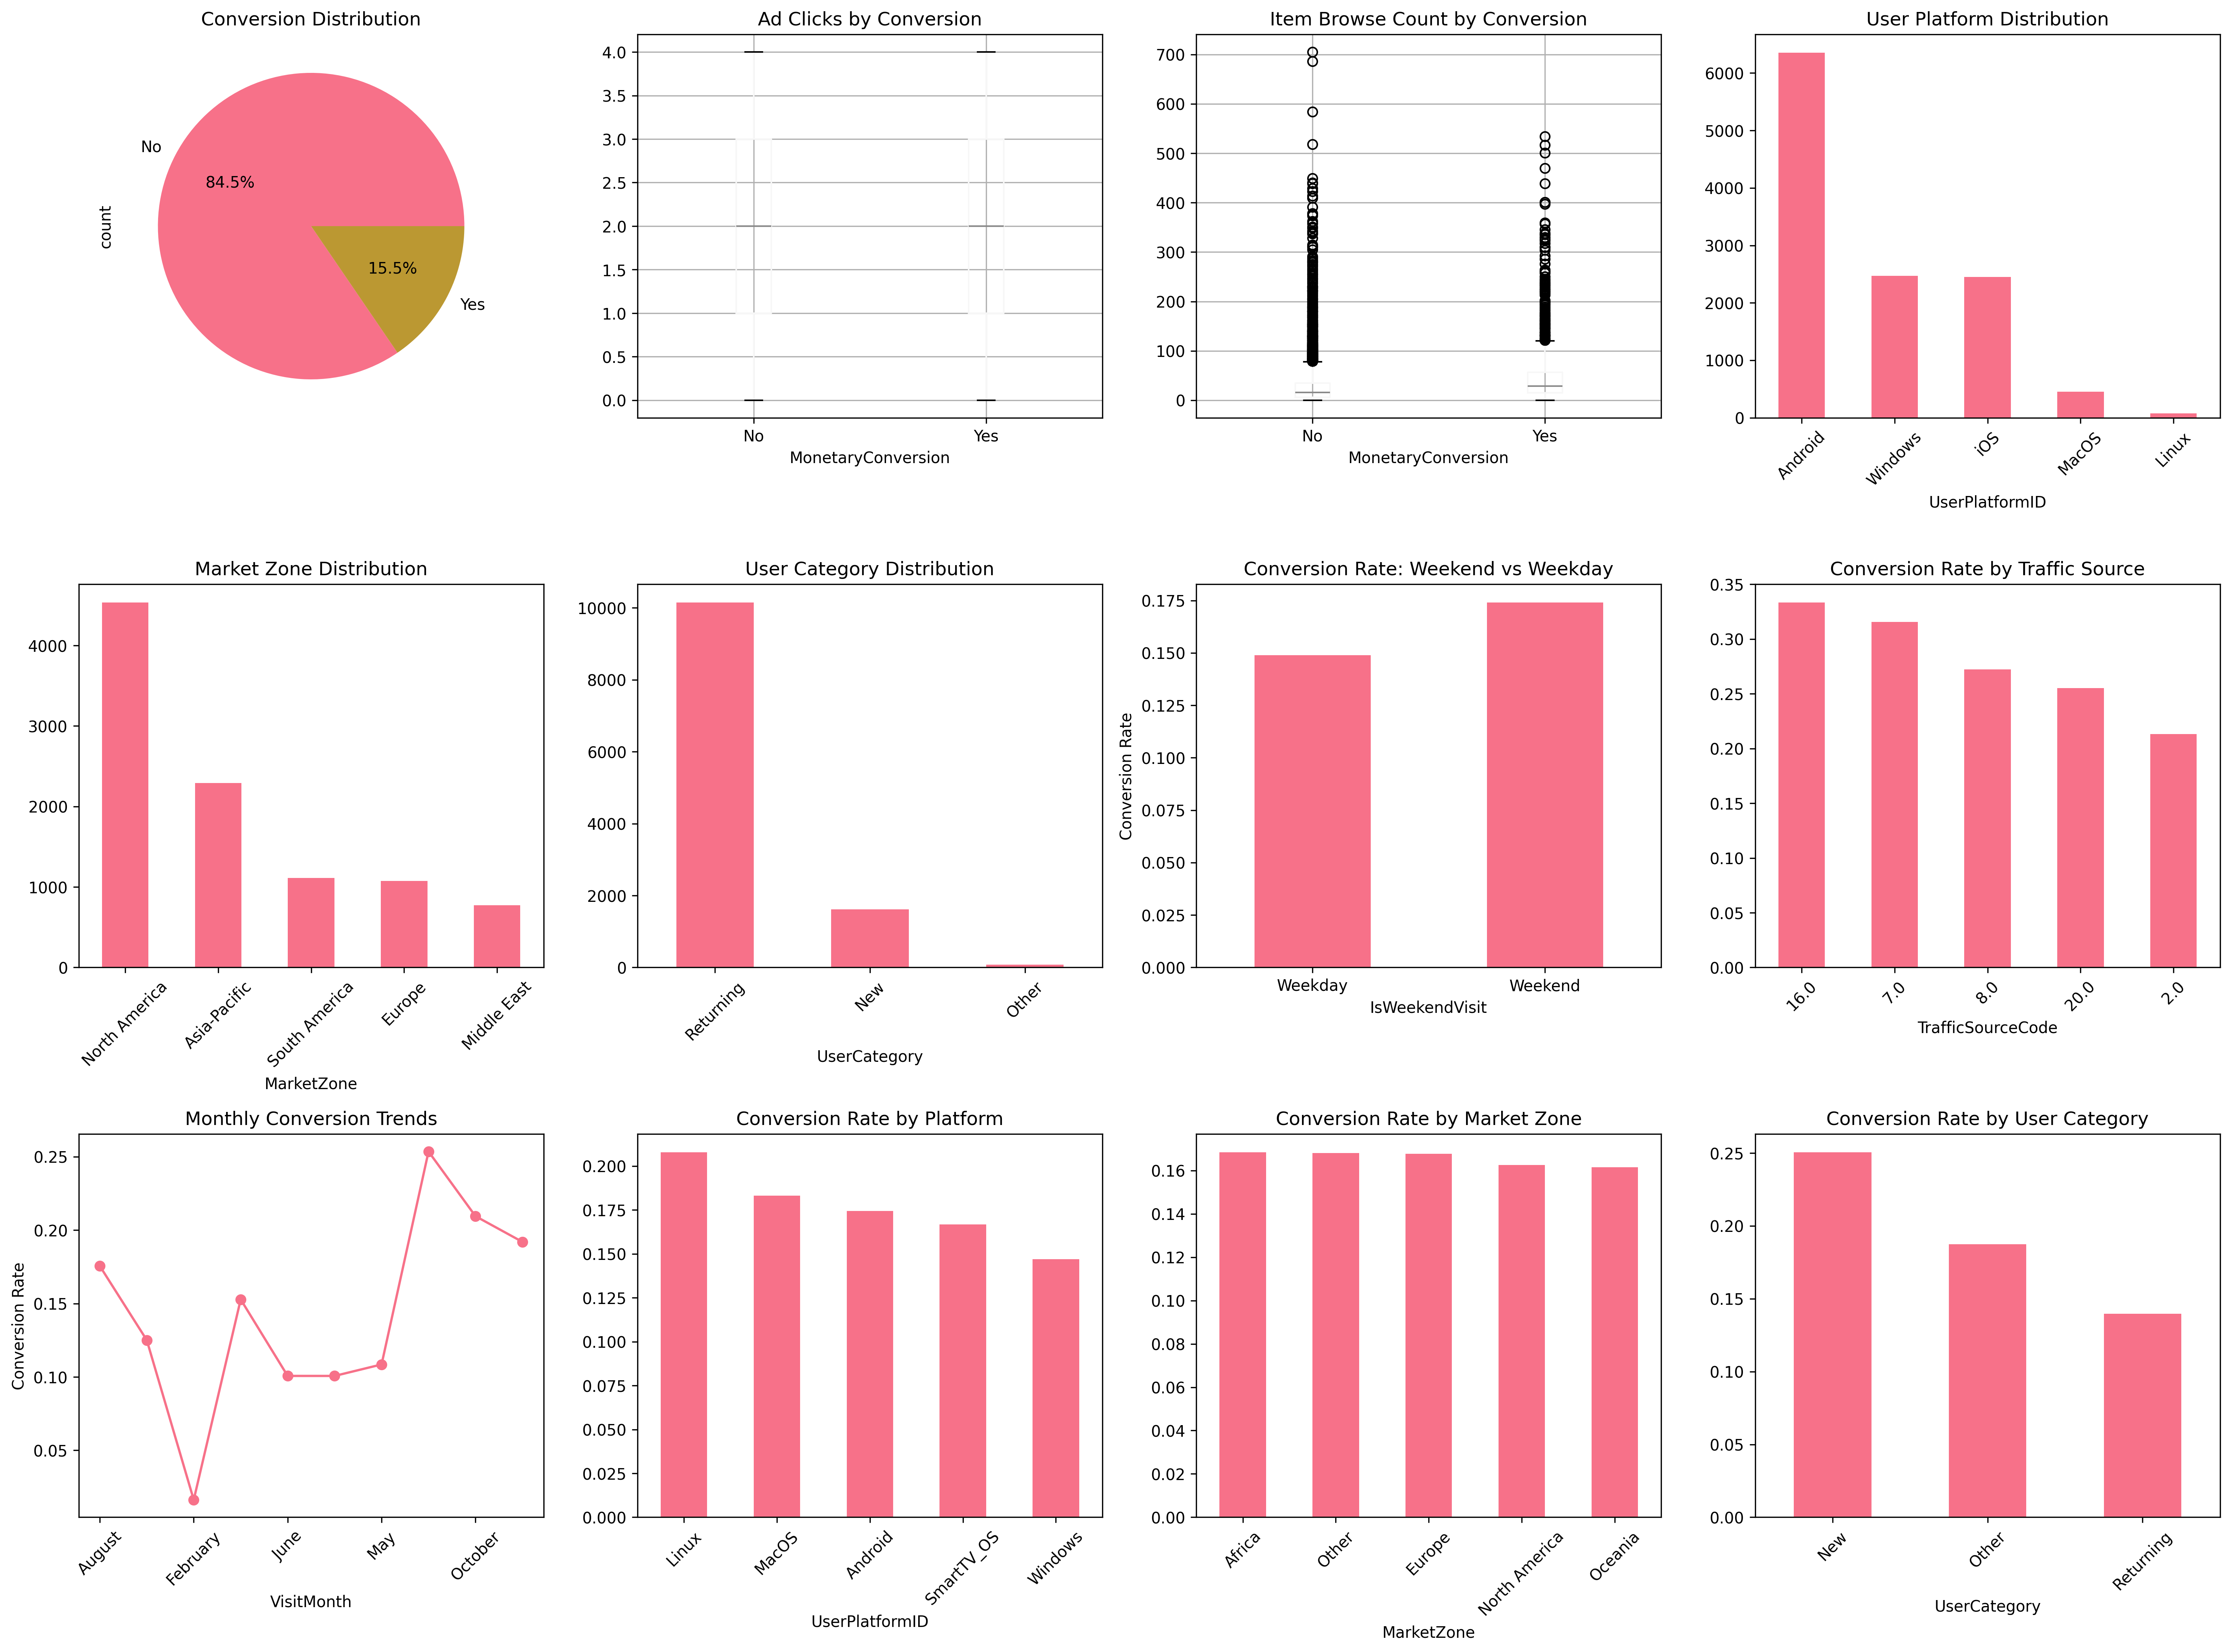 Conversion Distribution
count
No
84.5%
15.5%
Yes
Ad Clicks by Conversion
4.0
3.5
3.0
2.5
2.0
1.5
1.0
0.5
0.0
No
Yes
MonetaryConversion
Item Browse Count by Conversion
700
600
500
400
300
200
100
0
No
Yes
MonetaryConversion
User Platform Distribution
6000
5000
4000
3000
2000
1000
0
Android
Windows
iOS
MacOS
Linux
UserPlatformID
Market Zone Distribution
4000
3000
2000
1000
0
North America
Asia-Pacific
South America
Europe
Middle East
MarketZone
User Category Distribution
10000
8000
6000
4000
2000
0
Returning
New
Other
UserCategory
Conversion Rate: Weekend vs Weekday
Conversion Rate
0.175
0.150
0.125
0.100
0.075
0.050
0.025
0.000
Weekday
Weekend
IsWeekendVisit
Conversion Rate by Traffic Source
0.35
0.30
0.25
0.20
0.15
0.10
0.05
0.00
16.0
7.0
8.0
20.0
2.0
TrafficSourceCode
Monthly Conversion Trends
Conversion Rate
0.25
0.20
0.15
0.10
0.05
August
February
June
May
October
VisitMonth
Conversion Rate by Platform
0.200
0.175
0.150
0.125
0.100
0.075
0.050
0.025
0.000
Linux
MacOS
Android
SmartTV_OS
Windows
UserPlatformID
Conversion Rate by Market Zone
0.16
0.14
0.12
0.10
0.08
0.06
0.04
0.02
0.00
Africa
Other
Europe
North America
Oceania
MarketZone
Conversion Rate by User Category
0.25
0.20
0.15
0.10
0.05
0.00
New
Other
Returning
UserCategory